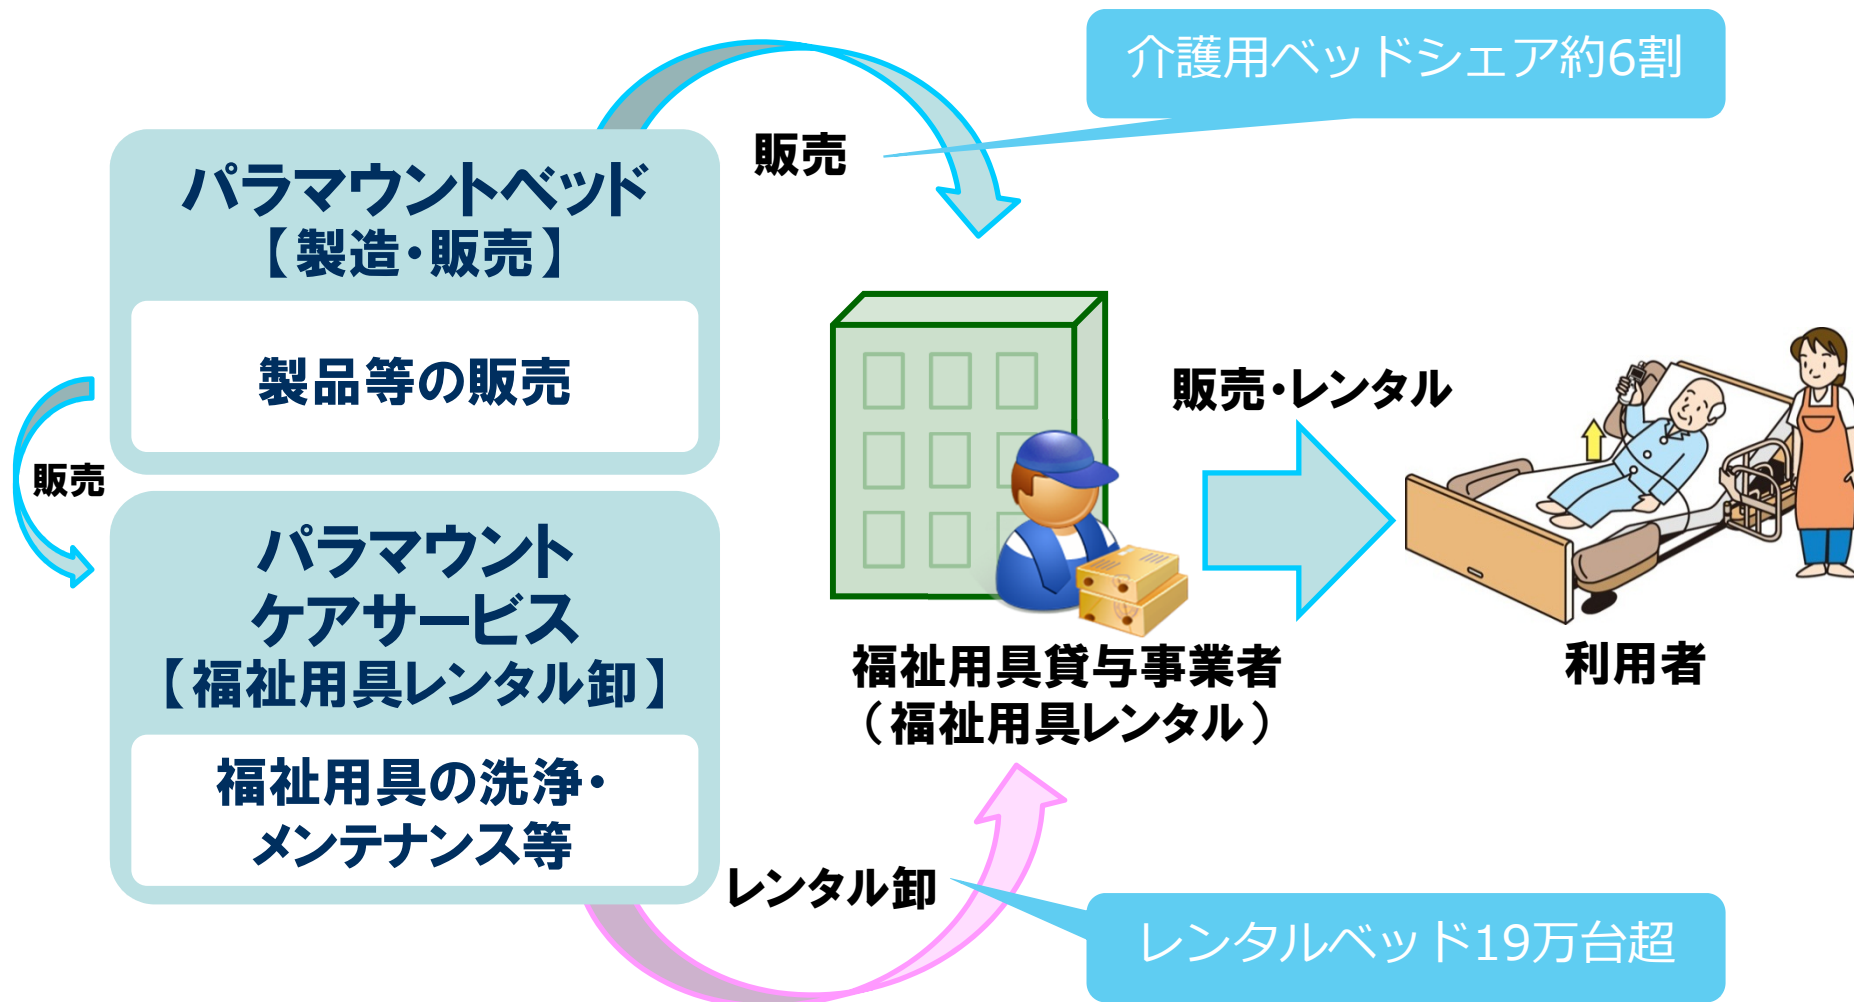 介護用ベッドシェア約6割
販売
パラマウントベッド
【製造・販売】
製品等の販売
販売
パラマウント
ケアサービス
【福祉用具レンタル卸】
福祉用具の洗浄・
メンテナンス等
販売・レンタル
福祉用具貸与事業者
（福祉用具レンタル）
利用者
レンタル卸
レンタルベッド19万台超